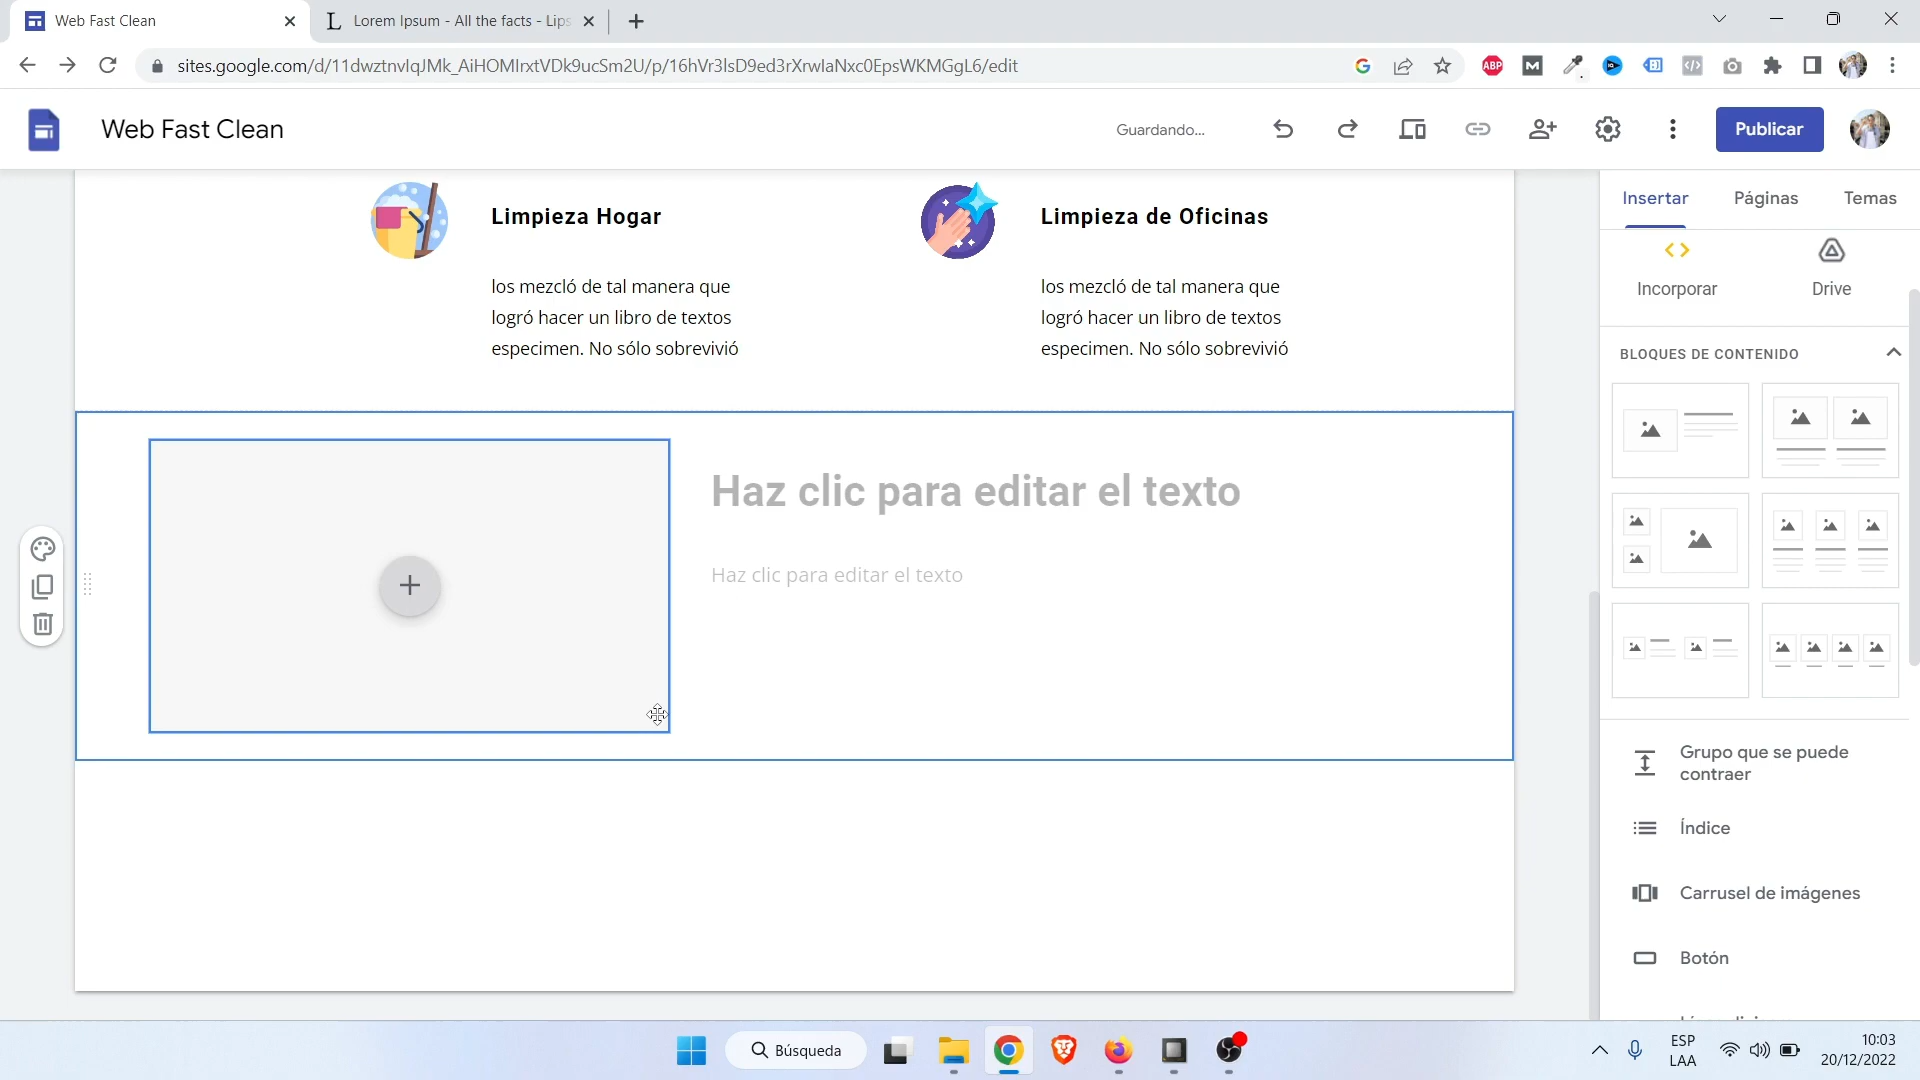 Web Fast Clean
Lorem Ipsum - All the facts - Lips
sites.google.com/d/11dwztnvIqJMk_AiHOMIrxtVDk9ucSm2U/p/16hVr3IsD9ed3rXrwIaNxc0EpsWKMGgL6/edit
Web Fast Clean
Guardando...
Publicar
Insertar
Páginas
Temas
Incorporar
Drive
BLOQUES DE CONTENIDO
Limpieza Hogar
los mezcló de tal manera que
logró hacer un libro de textos
especimen. No sólo sobrevivió
Limpieza de Oficinas
los mezcló de tal manera que
logró hacer un libro de textos
especimen. No sólo sobrevivió
Haz clic para editar el texto
Haz clic para editar el texto
Grupo que se puede
contraer
Índice
Carrusel de imágenes
Botón
Búsqueda
ESP
LAA
10:03
20/12/2022